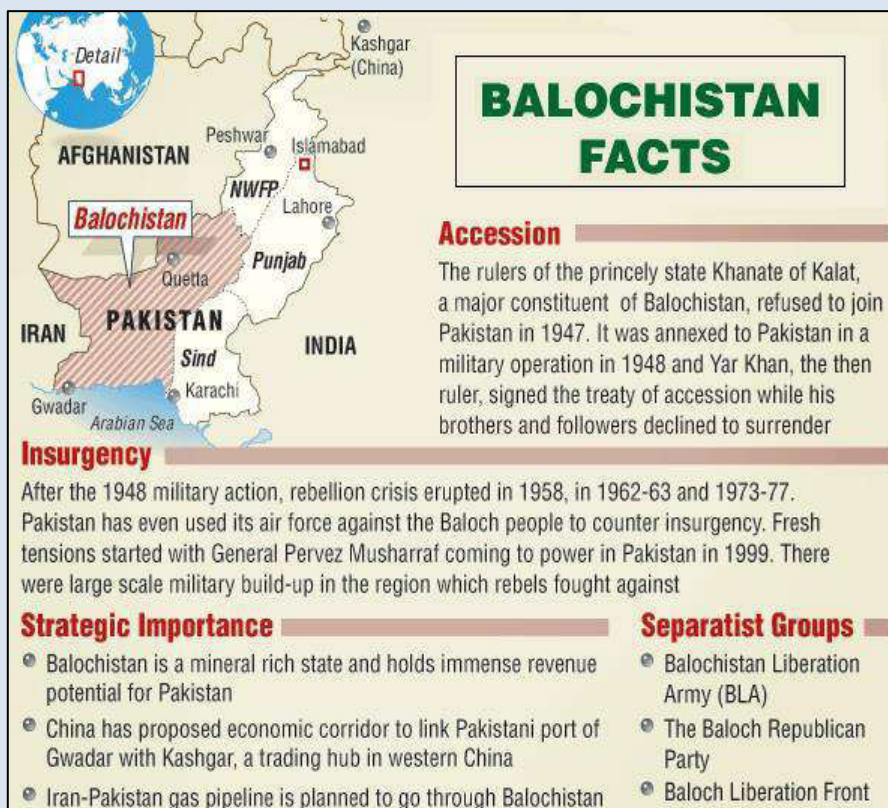 Detail
Kashgar
(China)
Peshwar
Islamabad
AFGHANISTAN
NWFP
Lahore
Balochistan
Punjab
Quetta
PAKISTAN
IRAN
INDIA
Sind
Karachi
Gwadar
Arabian Sea
BALOCHISTAN
FACTS
Accession
The rulers of the princely state Khanate of Kalat,
a major constituent of Balochistan, refused to join
Pakistan in 1947. It was annexed to Pakistan in a
military operation in 1948 and Yar Khan, the then
ruler, signed the treaty of accession while his
brothers and followers declined to surrender
Insurgency
After the 1948 military action, rebellion crisis erupted in 1958, in 1962-63 and 1973-77.
Pakistan has even used its air force against the Baloch people to counter insurgency. Fresh
tensions started with General Pervez Musharraf coming to power in Pakistan in 1999. There
were large scale military build-up in the region which rebels fought against
Strategic Importance
Balochistan is a mineral rich state and holds immense revenue
potential for Pakistan
China has proposed economic corridor to link Pakistani port of
Gwadar with Kashgar, a trading hub in western China
Iran-Pakistan gas pipeline is planned to go through Balochistan
Separatist Groups
Balochistan Liberation
Army (BLA)
The Baloch Republican
Party
Baloch Liberation Front